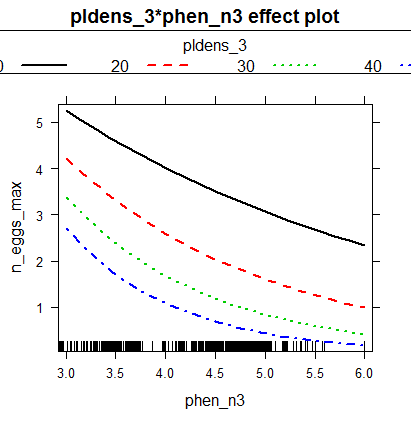 pldens_3*phen_n3 effect plot
pldens_3
0 20 30 40
5
4
3
2
1
n_eggs_max
3.0 3.5 4.0 4.5 5.0 5.5 6.0
phen_n3